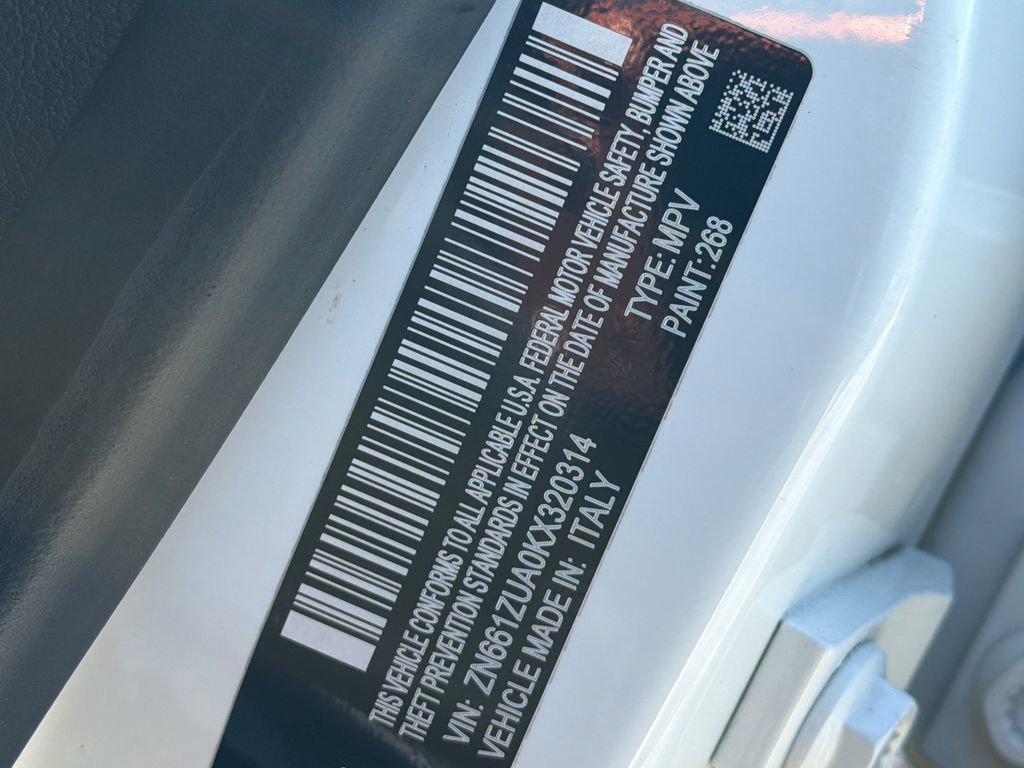 THIS VEHICLE CONFORMS TO ALL APPLICABLE U.S.A. FEDERAL MOTOR VEHICLE SAFETY, BUMPER AND
THEFT PREVENTION STANDARDS IN EFFECT ON THE DATE OF MANUFACTURE SHOWN ABOVE
VIN: ZN661ZUA0KX320314 TYPE: MPV
VEHICLE MADE IN: ITALY PAINT: 268